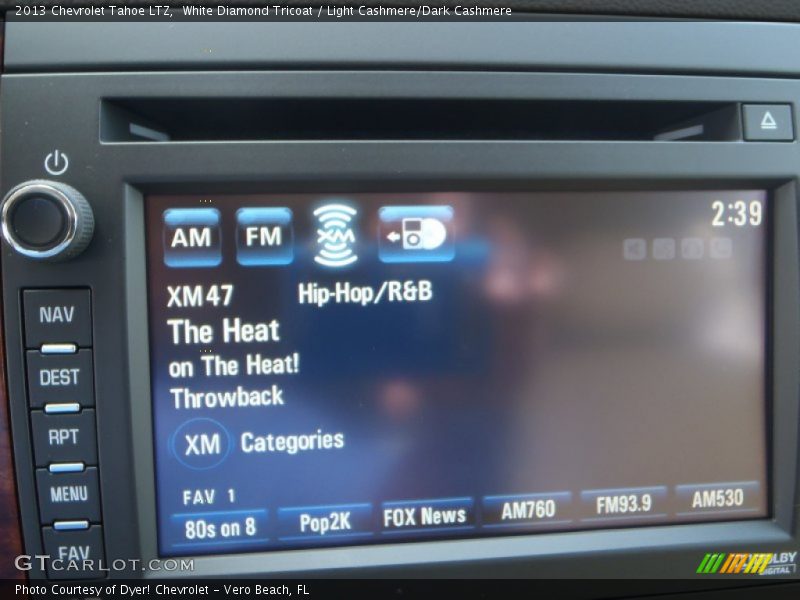 2013 Chevrolet Tahoe LTZ,  White Diamond Tricoat / Light Cashmere/Dark Cashmere
AM FM XM 2:39
XM47 Hip-Hop/R&B
The Heat
on The Heat!
Throwback
XM Categories
FAV 1
80s on 8 Pop2K FOX News AM760 FM93.9 AM530
NAV
DEST
RPT
MENU
FAV
GTCARLOT.COM
DOLBY
DIGITAL
Photo Courtesy of Dyer! Chevrolet - Vero Beach, FL